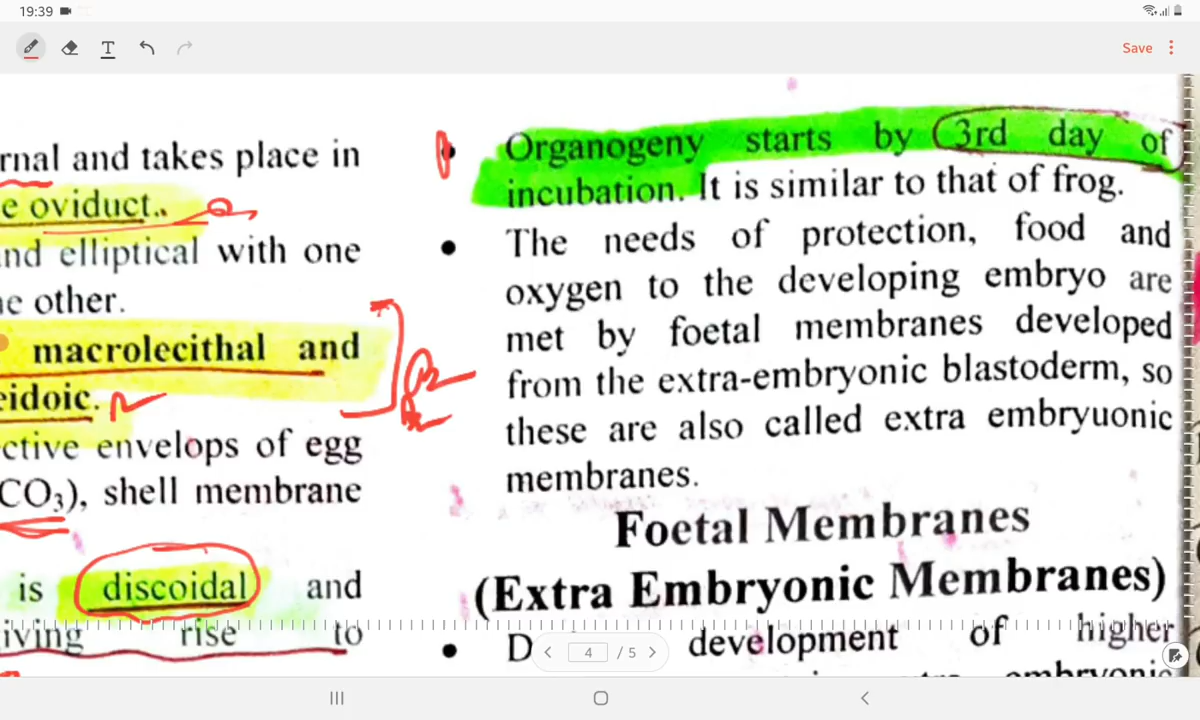 19:39
T
Save
rnal and takes place in
e oviduct..
nd elliptical with one
e other.
macrolecithal and
eidoic.
ctive envelops of egg
CO3), shell membrane
is discoidal and
iving rise to
Organogeny starts by 3rd day of
incubation. It is similar to that of frog.
The needs of protection, food and
oxygen to the developing embryo are
met by foetal membranes developed
from the extra-embryonic blastoderm, so
these are also called extra embryuonic
membranes.
Foetal Membranes
(Extra Embryonic Membranes)
D development of higher
4 / 5